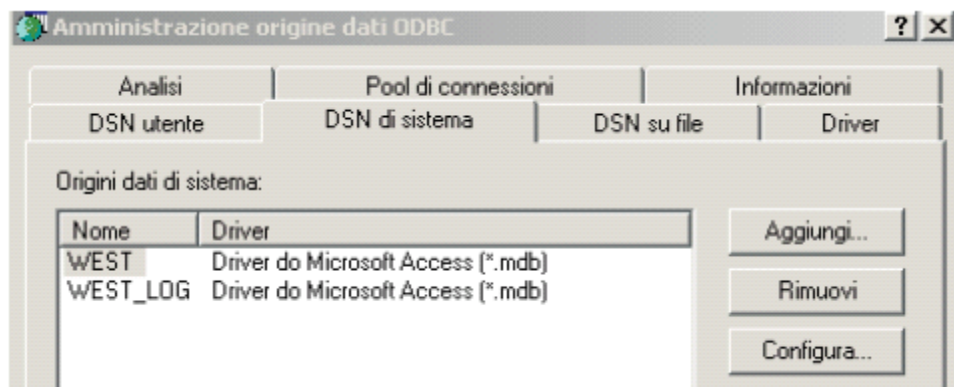 Amministrazione origine dati ODBC
Analisi Pool di connessioni Informazioni
DSN utente DSN di sistema DSN su file Driver
Origini dati di sistema:
Nome Driver
WEST Driver do Microsoft Access (*.mdb)
WEST_LOG Driver do Microsoft Access (*.mdb)
Aggiungi...
Rimuovi
Configura...